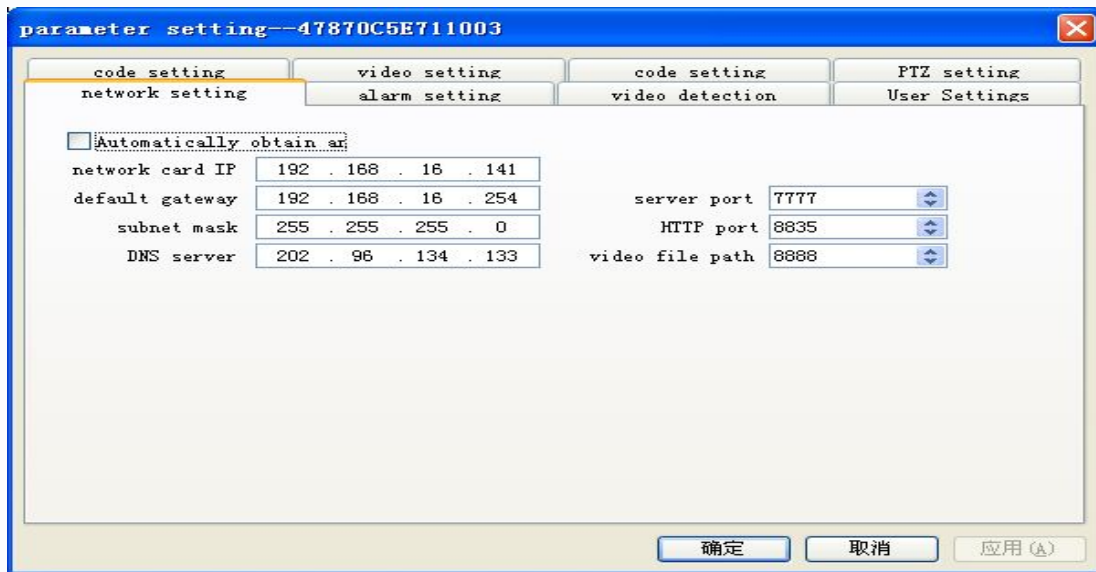 parameter setting--47870C5E711003
code setting video setting code setting PTZ setting
network setting alarm setting video detection User Settings
Automatically obtain an
network card IP 192 . 168 . 16 . 141
default gateway 192 . 168 . 16 . 254 server port 7777
subnet mask 255 . 255 . 255 . 0 HTTP port 8835
DNS server 202 . 96 . 134 . 133 video file path 8888
确定 取消 应用(A)